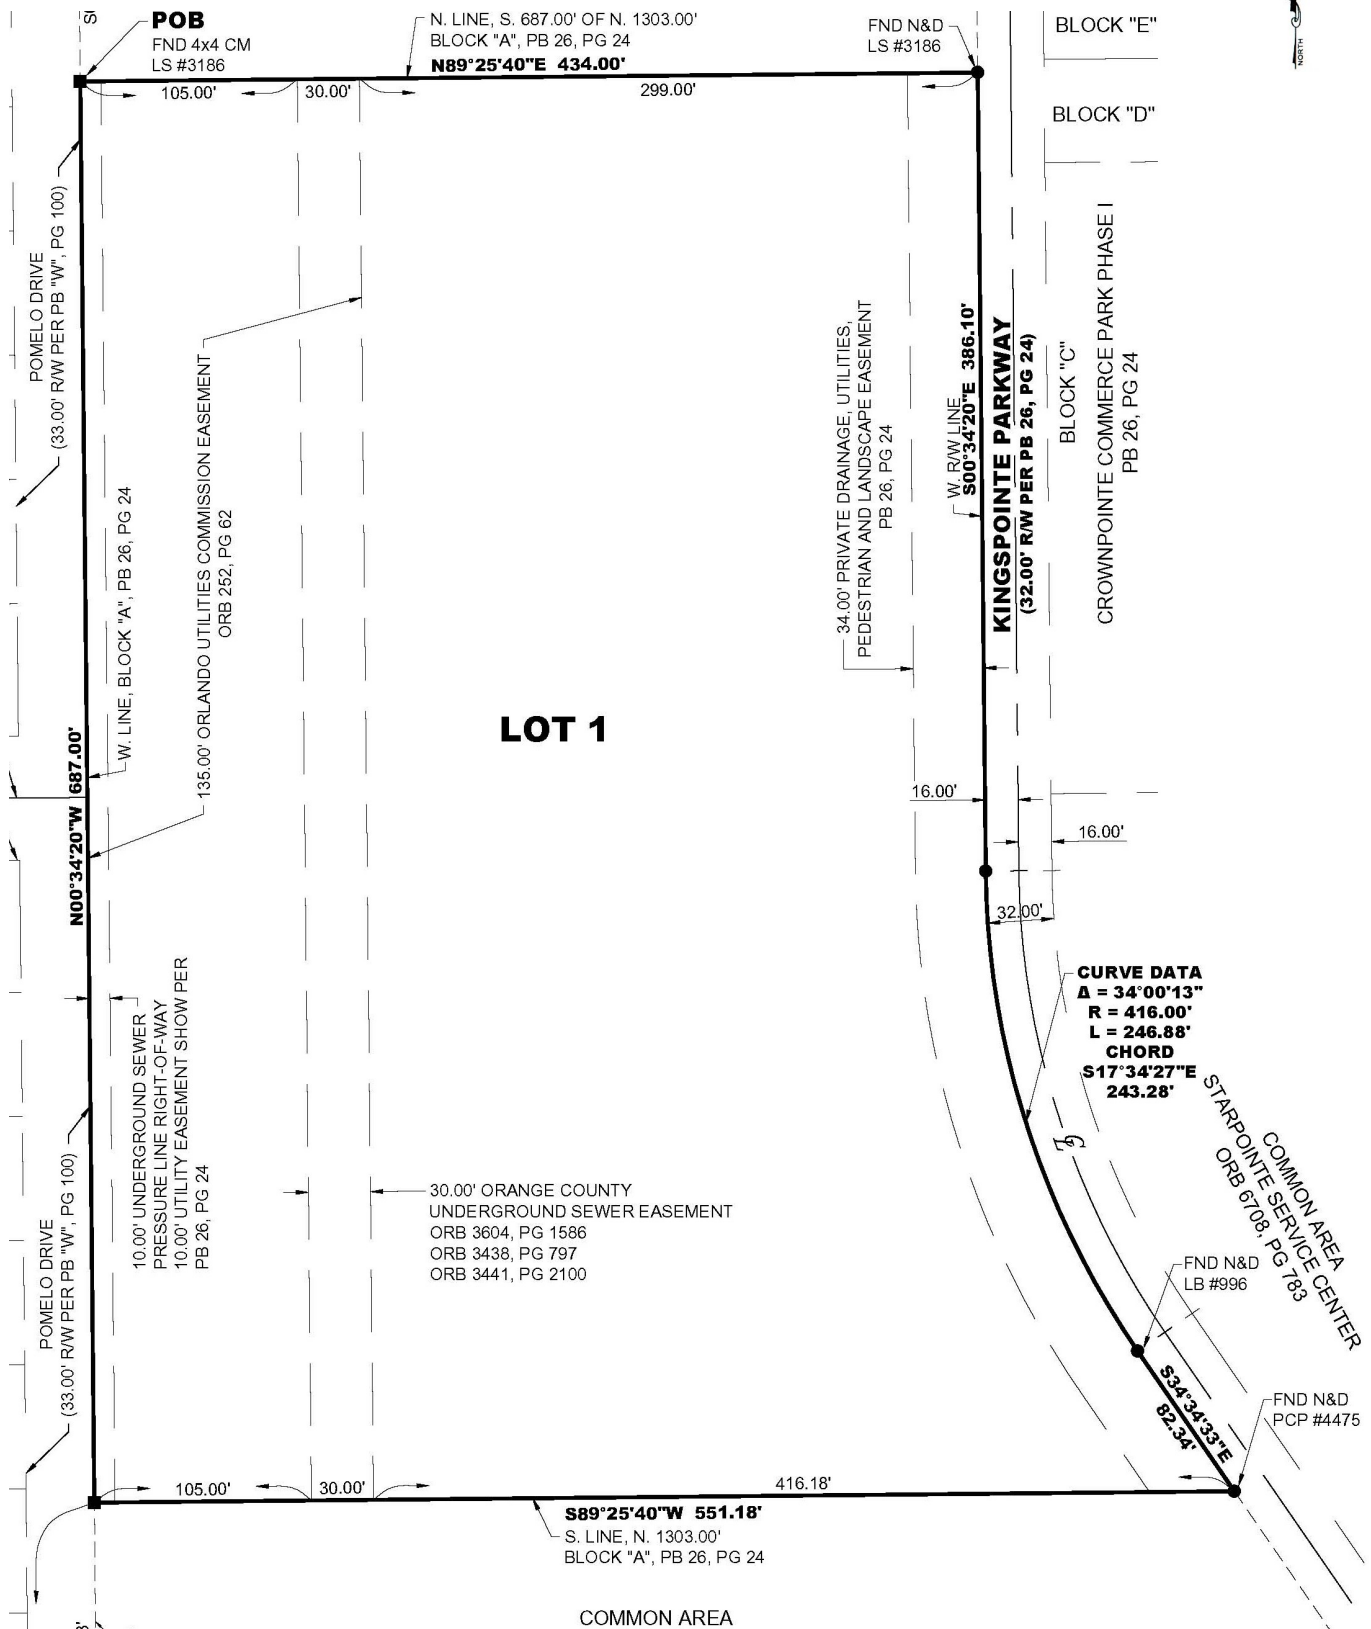 POB
FND 4x4 CM
LS #3186
N. LINE, S. 687.00' OF N. 1303.00'
BLOCK "A", PB 26, PG 24
N89°25'40"E 434.00'
FND N&D
LS #3186
BLOCK "E"
NORTH
105.00'
30.00'
299.00'
BLOCK "D"
POMELO DRIVE
(33.00' R/W PER PB "W", PG 100)
W. LINE, BLOCK "A", PB 26, PG 24
135.00' ORLANDO UTILITIES COMMISSION EASEMENT
ORB 252, PG 62
34.00' PRIVATE DRAINAGE, UTILITIES,
PEDESTRIAN AND LANDSCAPE EASEMENT
PB 26, PG 24
W. R/W LINE
S00°34'20"E 386.10'
KINGSPOINTE PARKWAY
(32.00' R/W PER PB 26, PG 24)
BLOCK "C"
CROWNPOINTE COMMERCE PARK PHASE I
PB 26, PG 24
LOT 1
N00°34'20"W 687.00'
16.00'
16.00'
32.00'
CURVE DATA
Δ = 34°00'13"
R = 416.00'
L = 246.88'
CHORD
S17°34'27"E
243.28'
10.00' UNDERGROUND SEWER
PRESSURE LINE RIGHT-OF-WAY
10.00' UTILITY EASEMENT SHOW PER
PB 26, PG 24
POMELO DRIVE
(33.00' R/W PER PB "W", PG 100)
30.00' ORANGE COUNTY
UNDERGROUND SEWER EASEMENT
ORB 3604, PG 1586
ORB 3438, PG 797
ORB 3441, PG 2100
COMMON AREA
STARPOINTE SERVICE CENTER
ORB 6708, PG 783
FND N&D
LB #996
S34°34'33"E
82.34'
FND N&D
PCP #4475
105.00'
30.00'
416.18'
S89°25'40"W 551.18'
S. LINE, N. 1303.00'
BLOCK "A", PB 26, PG 24
COMMON AREA